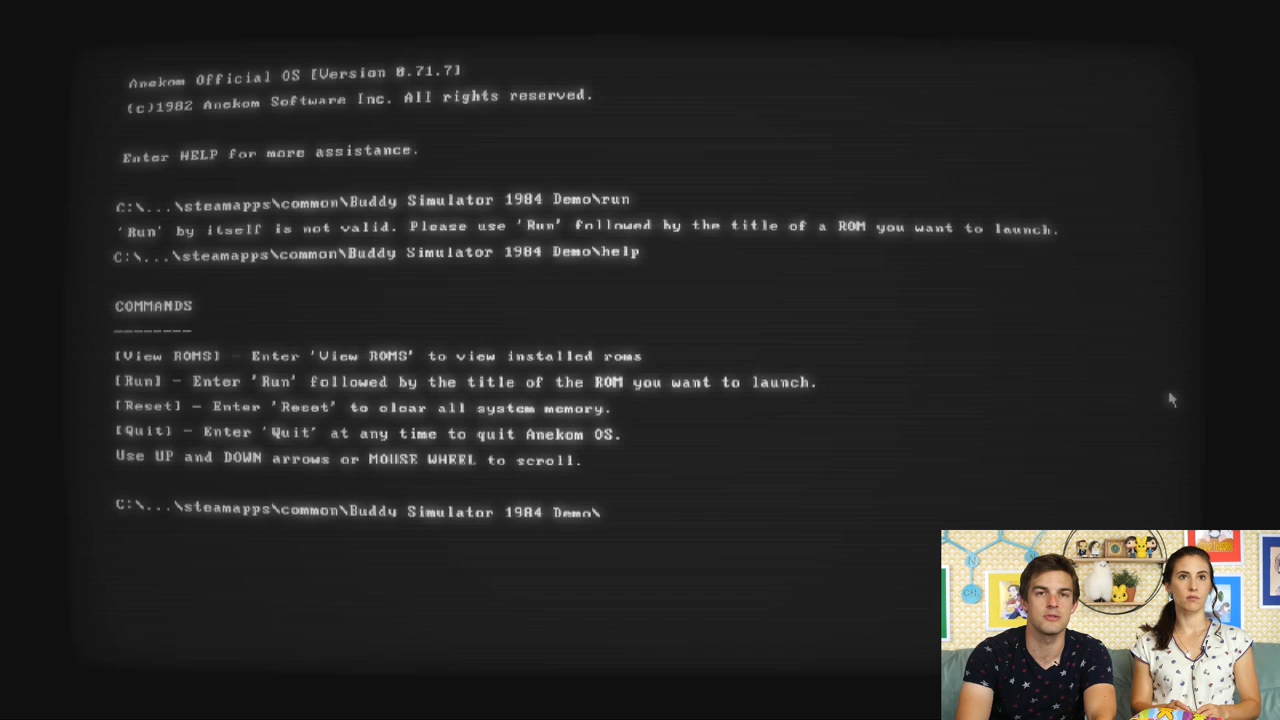 Anekom Official OS [Version 0.71.7]
(c)1982 Anekom Software Inc. All rights reserved.
Enter HELP for more assistance.
C:\...\steamapps\common\Buddy Simulator 1984 Demo\run
'Run' by itself is not valid. Please use 'Run' followed by the title of a ROM you want to launch.
C:\...\steamapps\common\Buddy Simulator 1984 Demo\help
COMMANDS
--------
[View ROMS] - Enter 'View ROMS' to view installed roms
[Run] - Enter 'Run' followed by the title of the ROM you want to launch.
[Reset] - Enter 'Reset' to clear all system memory.
[Quit] - Enter 'Quit' at any time to quit Anekom OS.
Use UP and DOWN arrows or MOUSE WHEEL to scroll.
C:\...\steamapps\common\Buddy Simulator 1984 Demo\